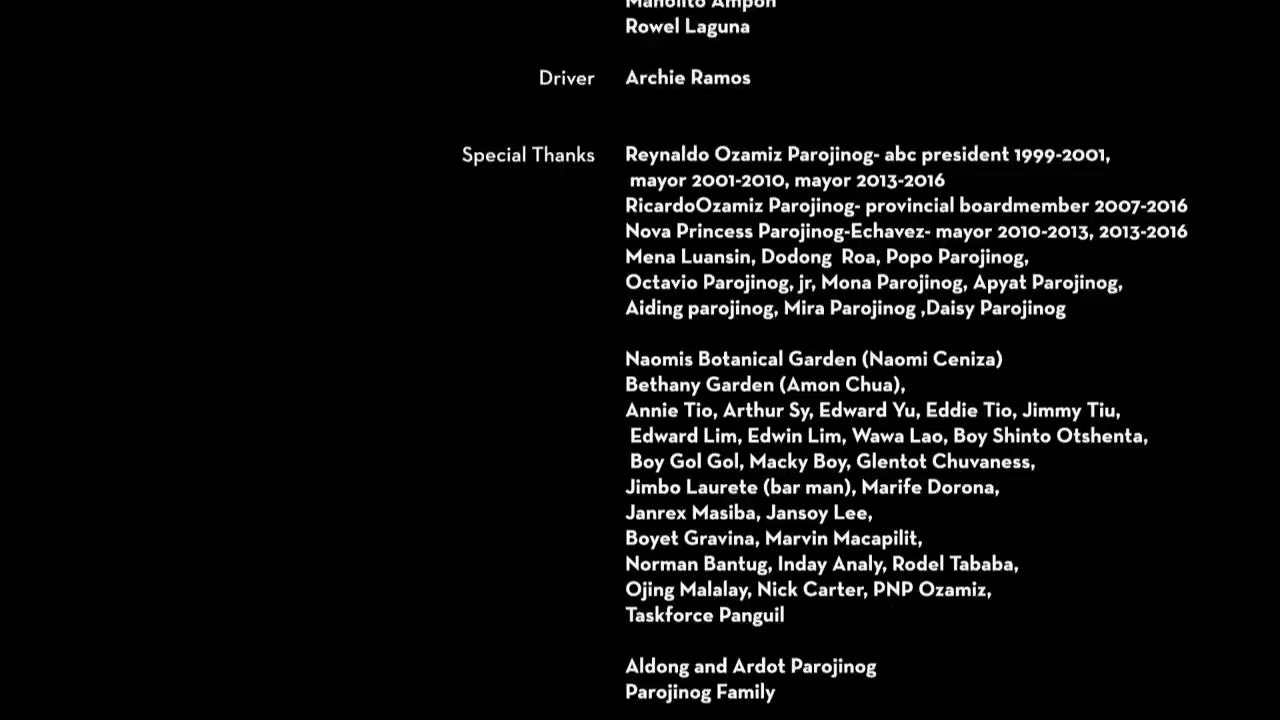 Manolito Ampon
Rowel Laguna
Driver Archie Ramos
Special Thanks Reynaldo Ozamiz Parojinog- abc president 1999-2001,
mayor 2001-2010, mayor 2013-2016
RicardoOzamiz Parojinog- provincial boardmember 2007-2016
Nova Princess Parojinog-Echavez- mayor 2010-2013, 2013-2016
Mena Luansin, Dodong Roa, Popo Parojinog,
Octavio Parojinog, jr, Mona Parojinog, Apyat Parojinog,
Aiding parojinog, Mira Parojinog ,Daisy Parojinog
Naomis Botanical Garden (Naomi Ceniza)
Bethany Garden (Amon Chua),
Annie Tio, Arthur Sy, Edward Yu, Eddie Tio, Jimmy Tiu,
Edward Lim, Edwin Lim, Wawa Lao, Boy Shinto Otshenta,
Boy Gol Gol, Macky Boy, Glentot Chuvaness,
Jimbo Laurete (bar man), Marife Dorona,
Janrex Masiba, Jansoy Lee,
Boyet Gravina, Marvin Macapilit,
Norman Bantug, Inday Analy, Rodel Tababa,
Ojing Malalay, Nick Carter, PNP Ozamiz,
Taskforce Panguil
Aldong and Ardot Parojinog
Parojinog Family